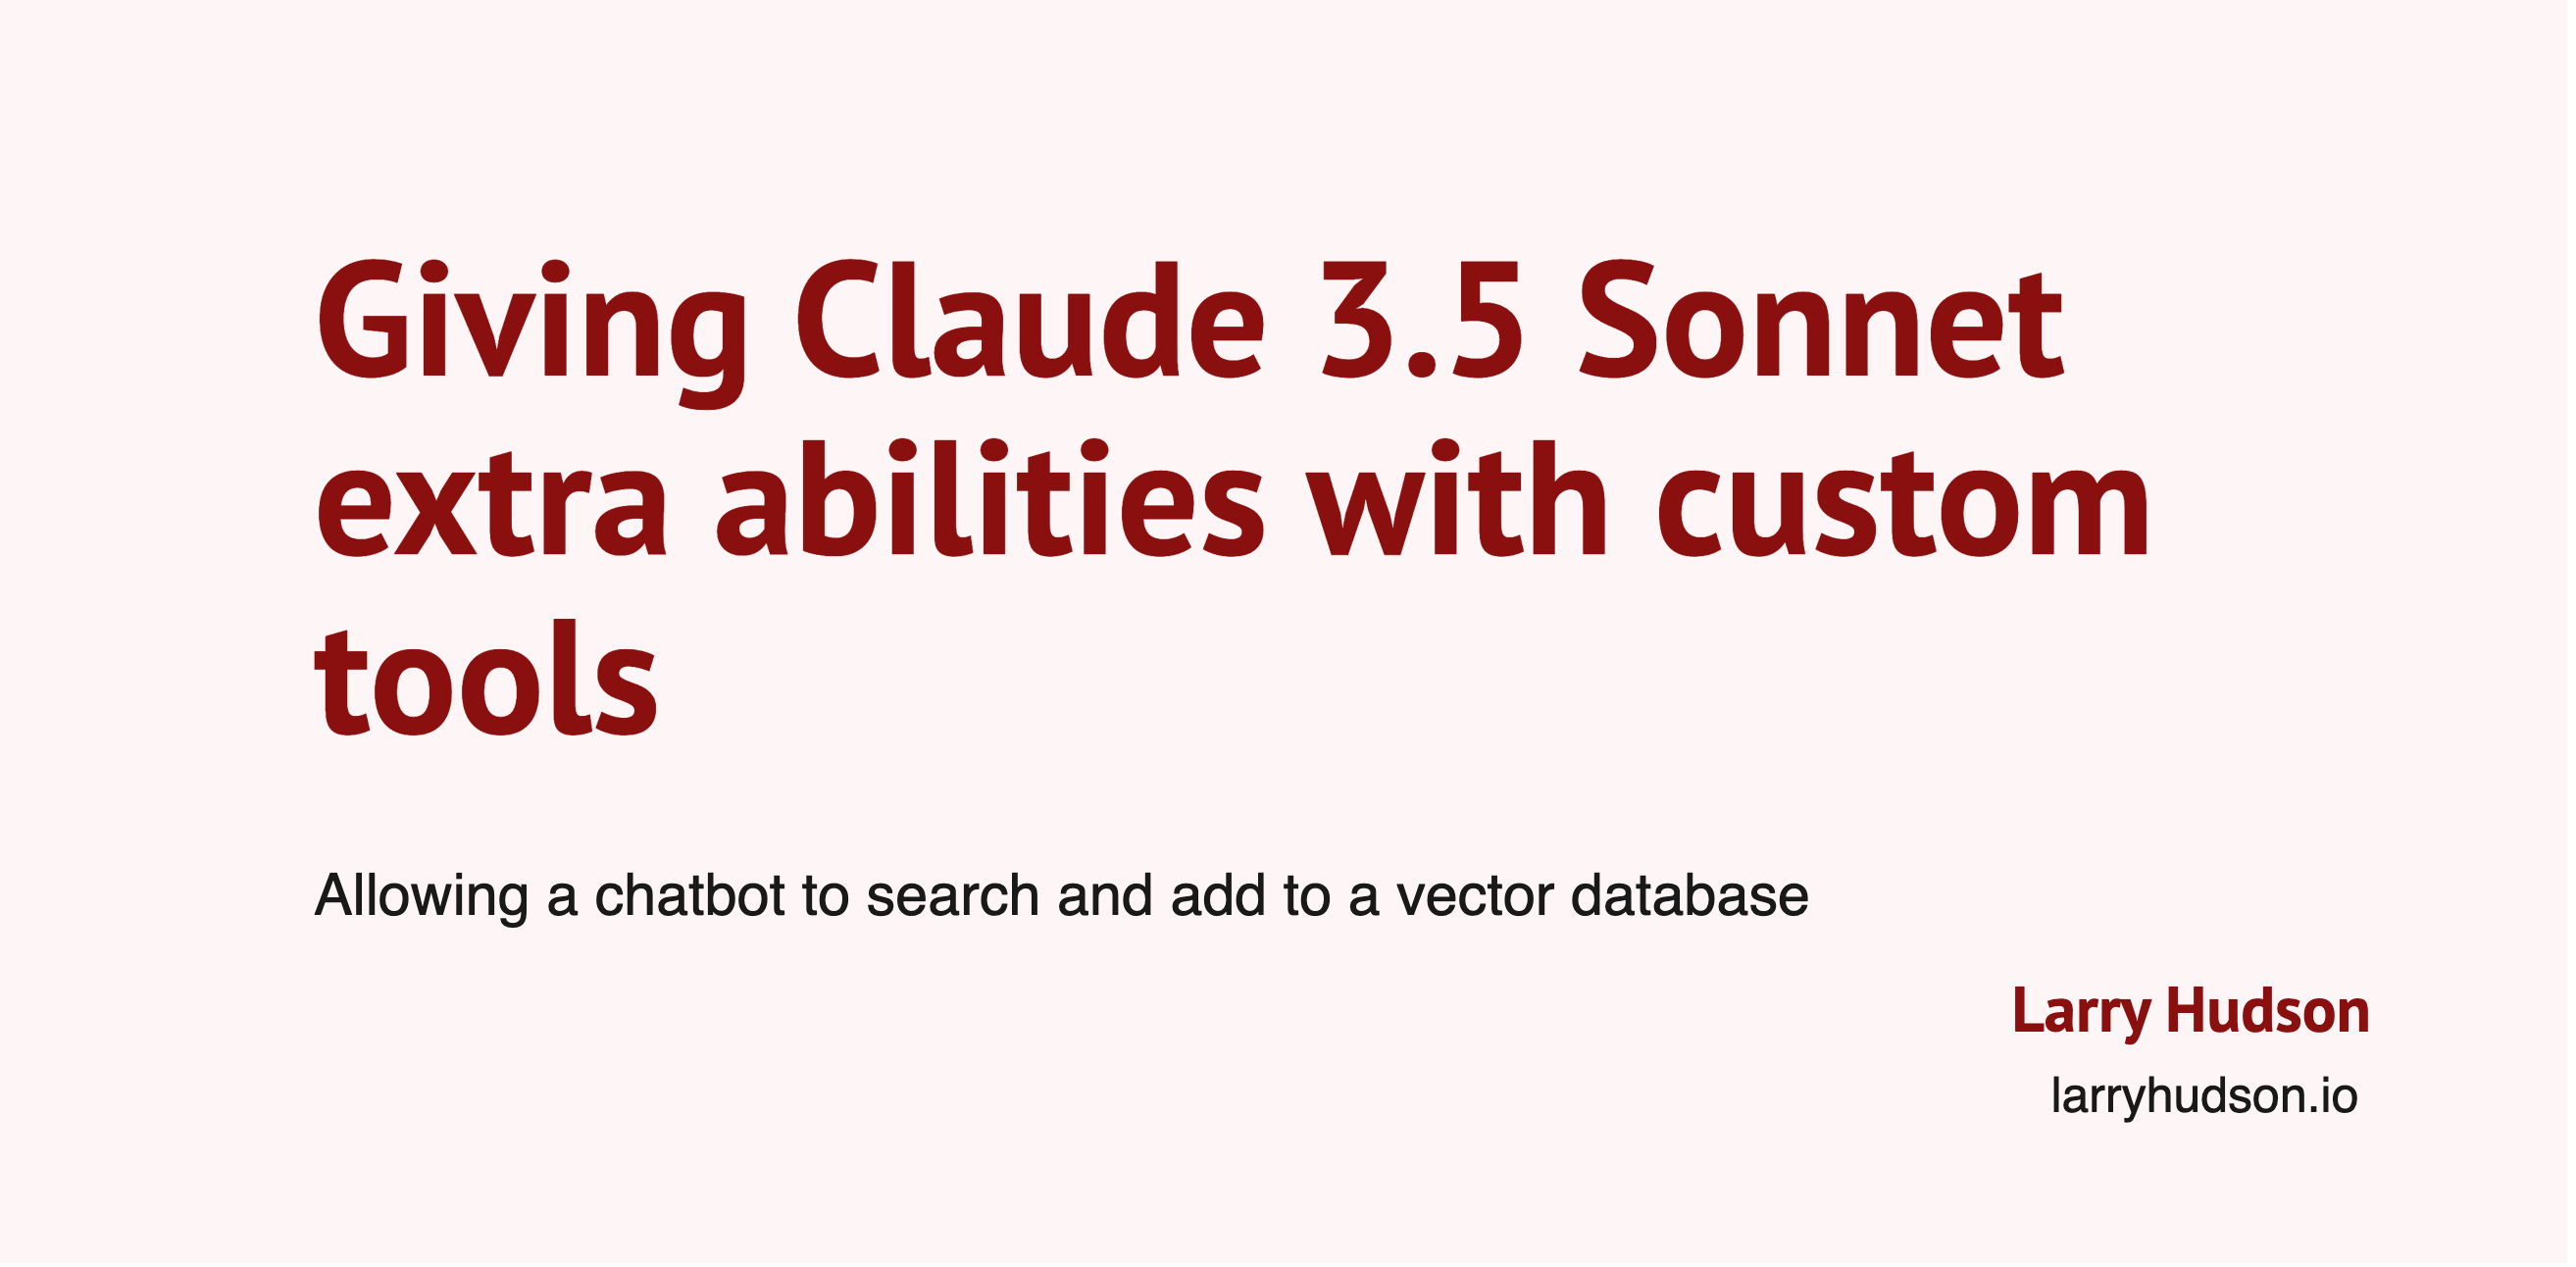 Giving Claude 3.5 Sonnet
extra abilities with custom
tools
Allowing a chatbot to search and add to a vector database
Larry Hudson
larryhudson.io